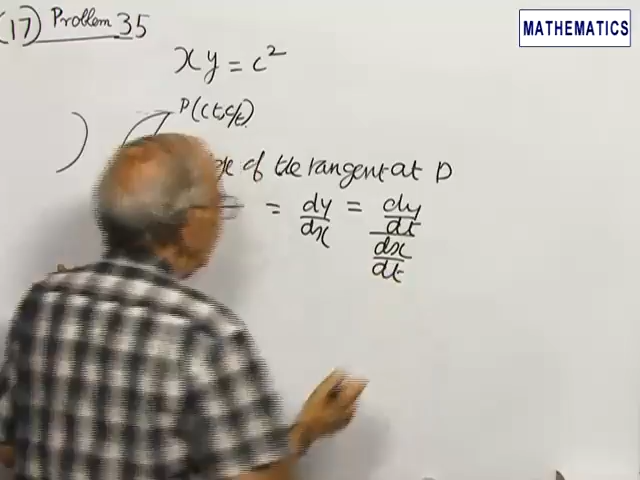 (17) Problem 35
MATHEMATICS
xy = c²
P(ct, c/t)
of the tangent at P
= dy/dx = (dy/dt)/(dx/dt)